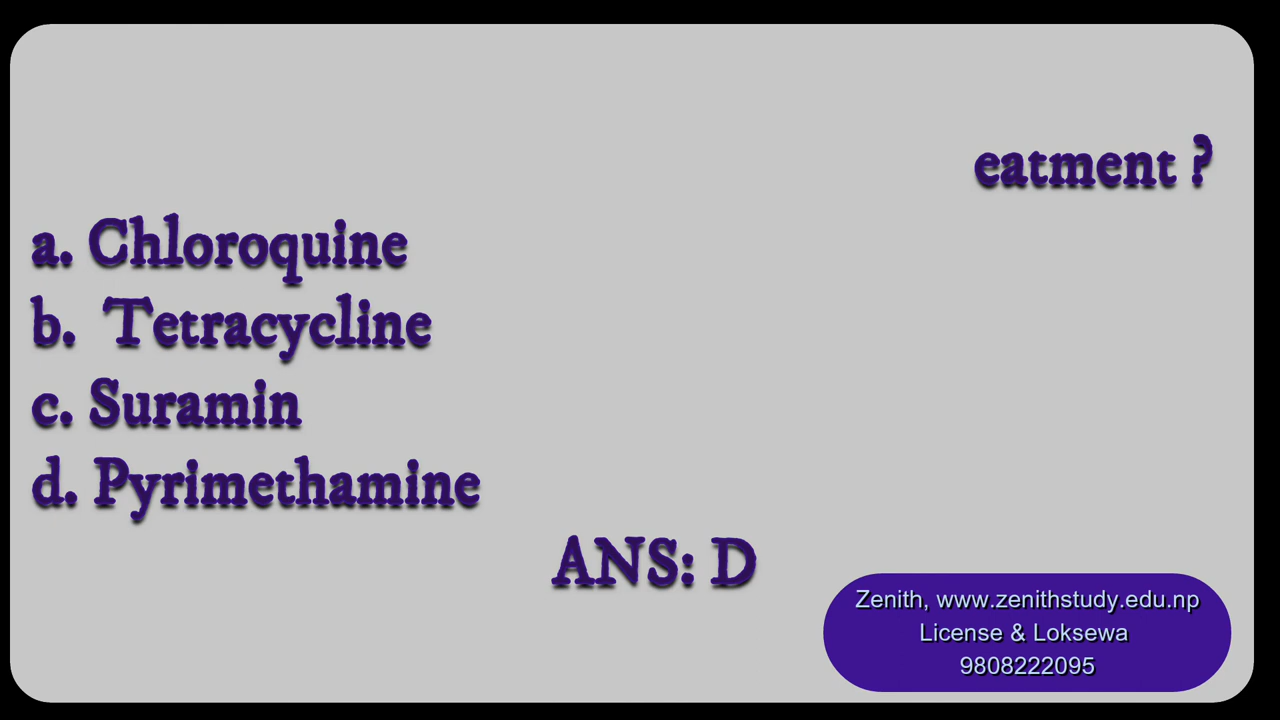 eatment ?
a. Chloroquine
b. Tetracycline
c. Suramin
d. Pyrimethamine
ANS: D
Zenith, www.zenithstudy.edu.np
License & Loksewa
9808222095